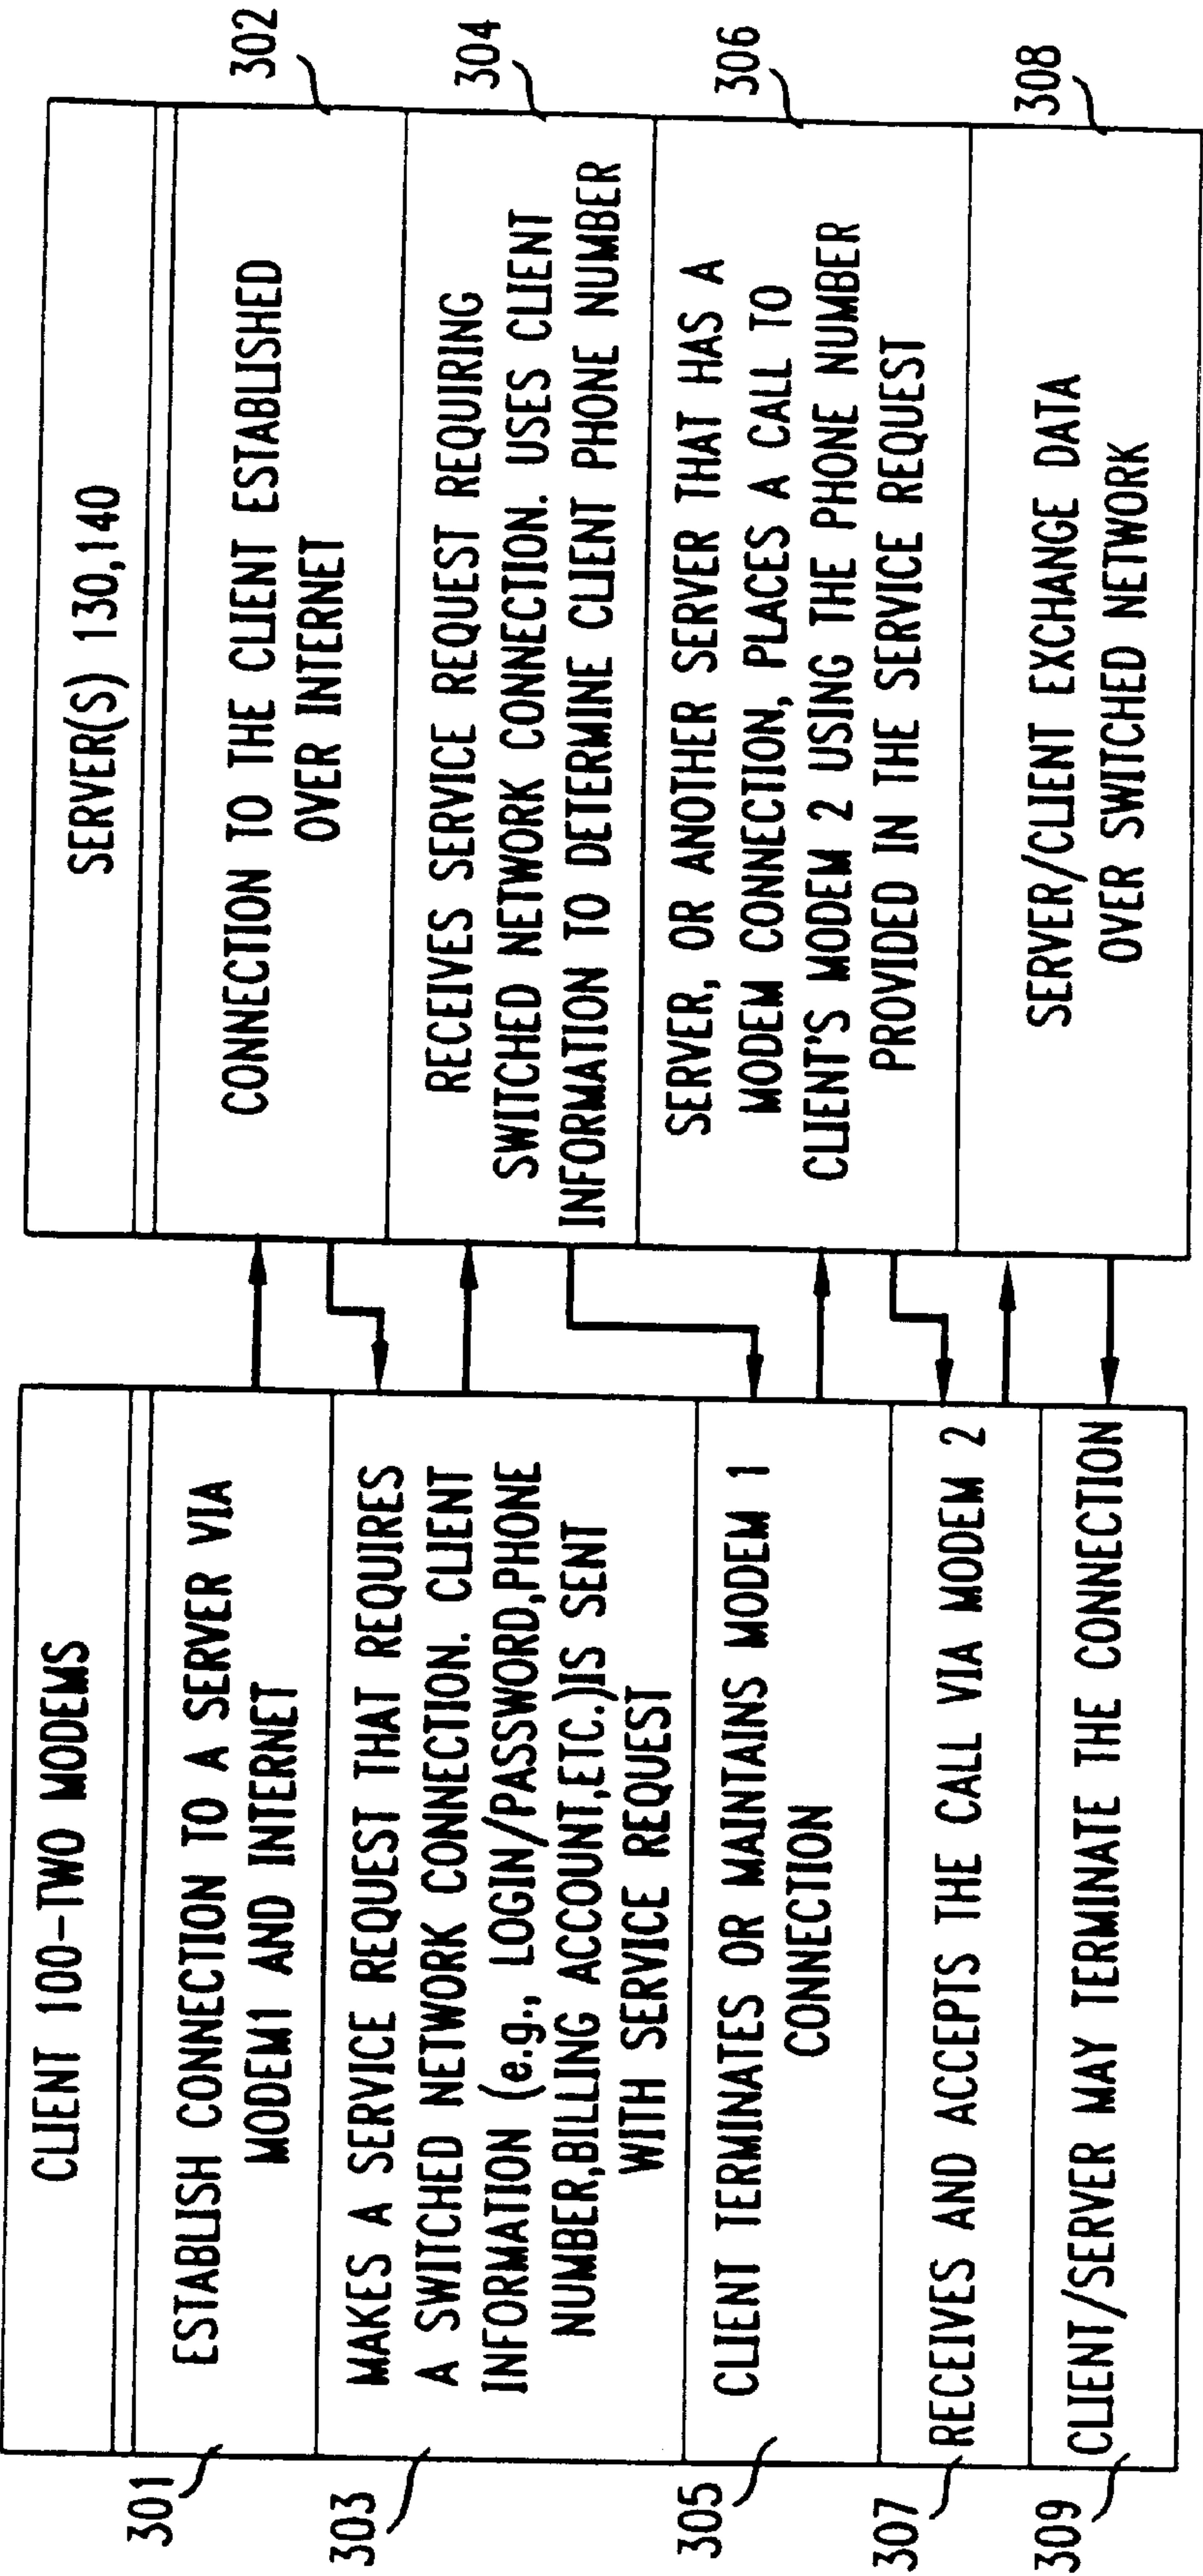 CLIENT 100-TWO MODEMS
301
ESTABLISH CONNECTION TO A SERVER VIA
MODEM1 AND INTERNET
303
MAKES A SERVICE REQUEST THAT REQUIRES
A SWITCHED NETWORK CONNECTION. CLIENT
INFORMATION (e.g., LOGIN/PASSWORD,PHONE
NUMBER,BILLING ACCOUNT,ETC.)IS SENT
WITH SERVICE REQUEST
305
CLIENT TERMINATES OR MAINTAINS MODEM 1
CONNECTION
307
RECEIVES AND ACCEPTS THE CALL VIA MODEM 2
309
CLIENT/SERVER MAY TERMINATE THE CONNECTION
SERVER(S) 130,140
CONNECTION TO THE CLIENT ESTABLISHED
OVER INTERNET
302
RECEIVES SERVICE REQUEST REQUIRING
SWITCHED NETWORK CONNECTION. USES CLIENT
INFORMATION TO DETERMINE CLIENT PHONE NUMBER
304
SERVER, OR ANOTHER SERVER THAT HAS A
MODEM CONNECTION, PLACES A CALL TO
CLIENT'S MODEM 2 USING THE PHONE NUMBER
PROVIDED IN THE SERVICE REQUEST
306
SERVER/CLIENT EXCHANGE DATA
OVER SWITCHED NETWORK
308